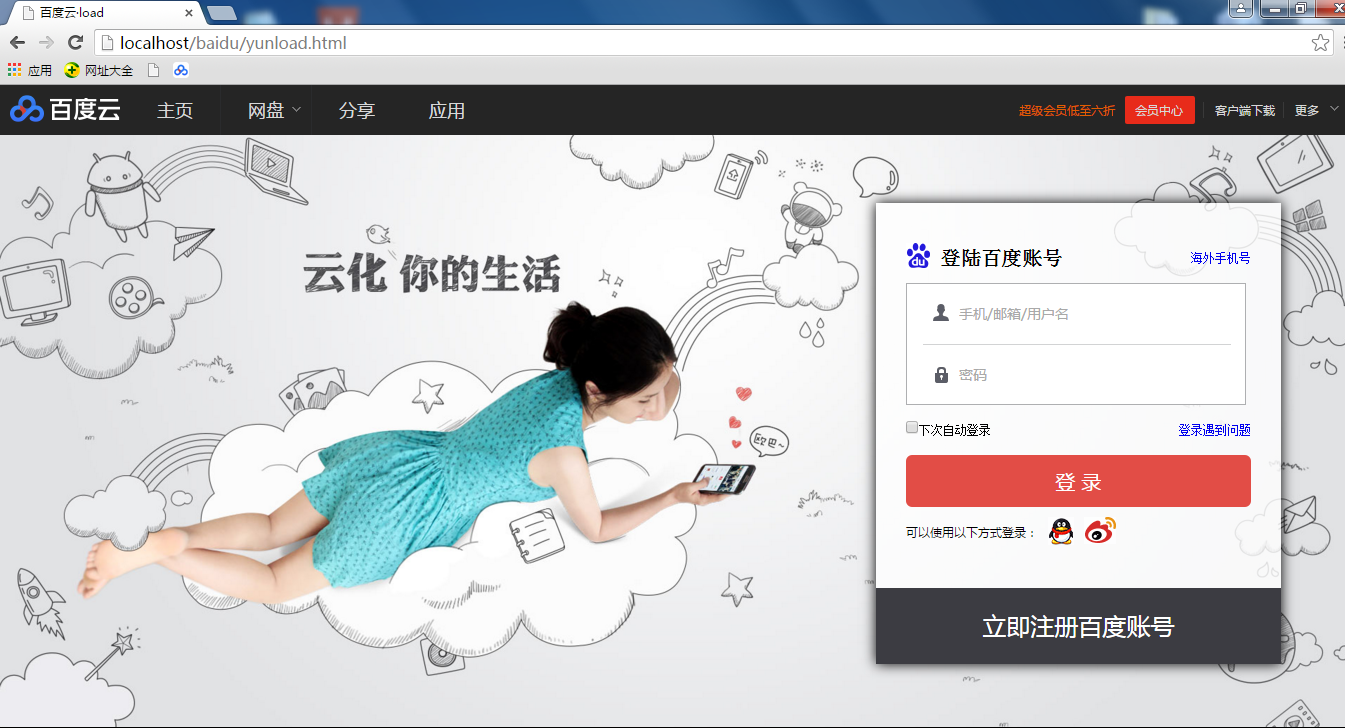 百度云·load
localhost/baidu/yunload.html
应用 网址大全
百度云 主页 网盘 分享 应用 超级会员低至六折 会员中心 客户端下载 更多
云化 你的生活
du 登陆百度账号 海外手机号
手机/邮箱/用户名
密码
欧巴~
下次自动登录 登录遇到问题
登 录
可以使用以下方式登录：
立即注册百度账号